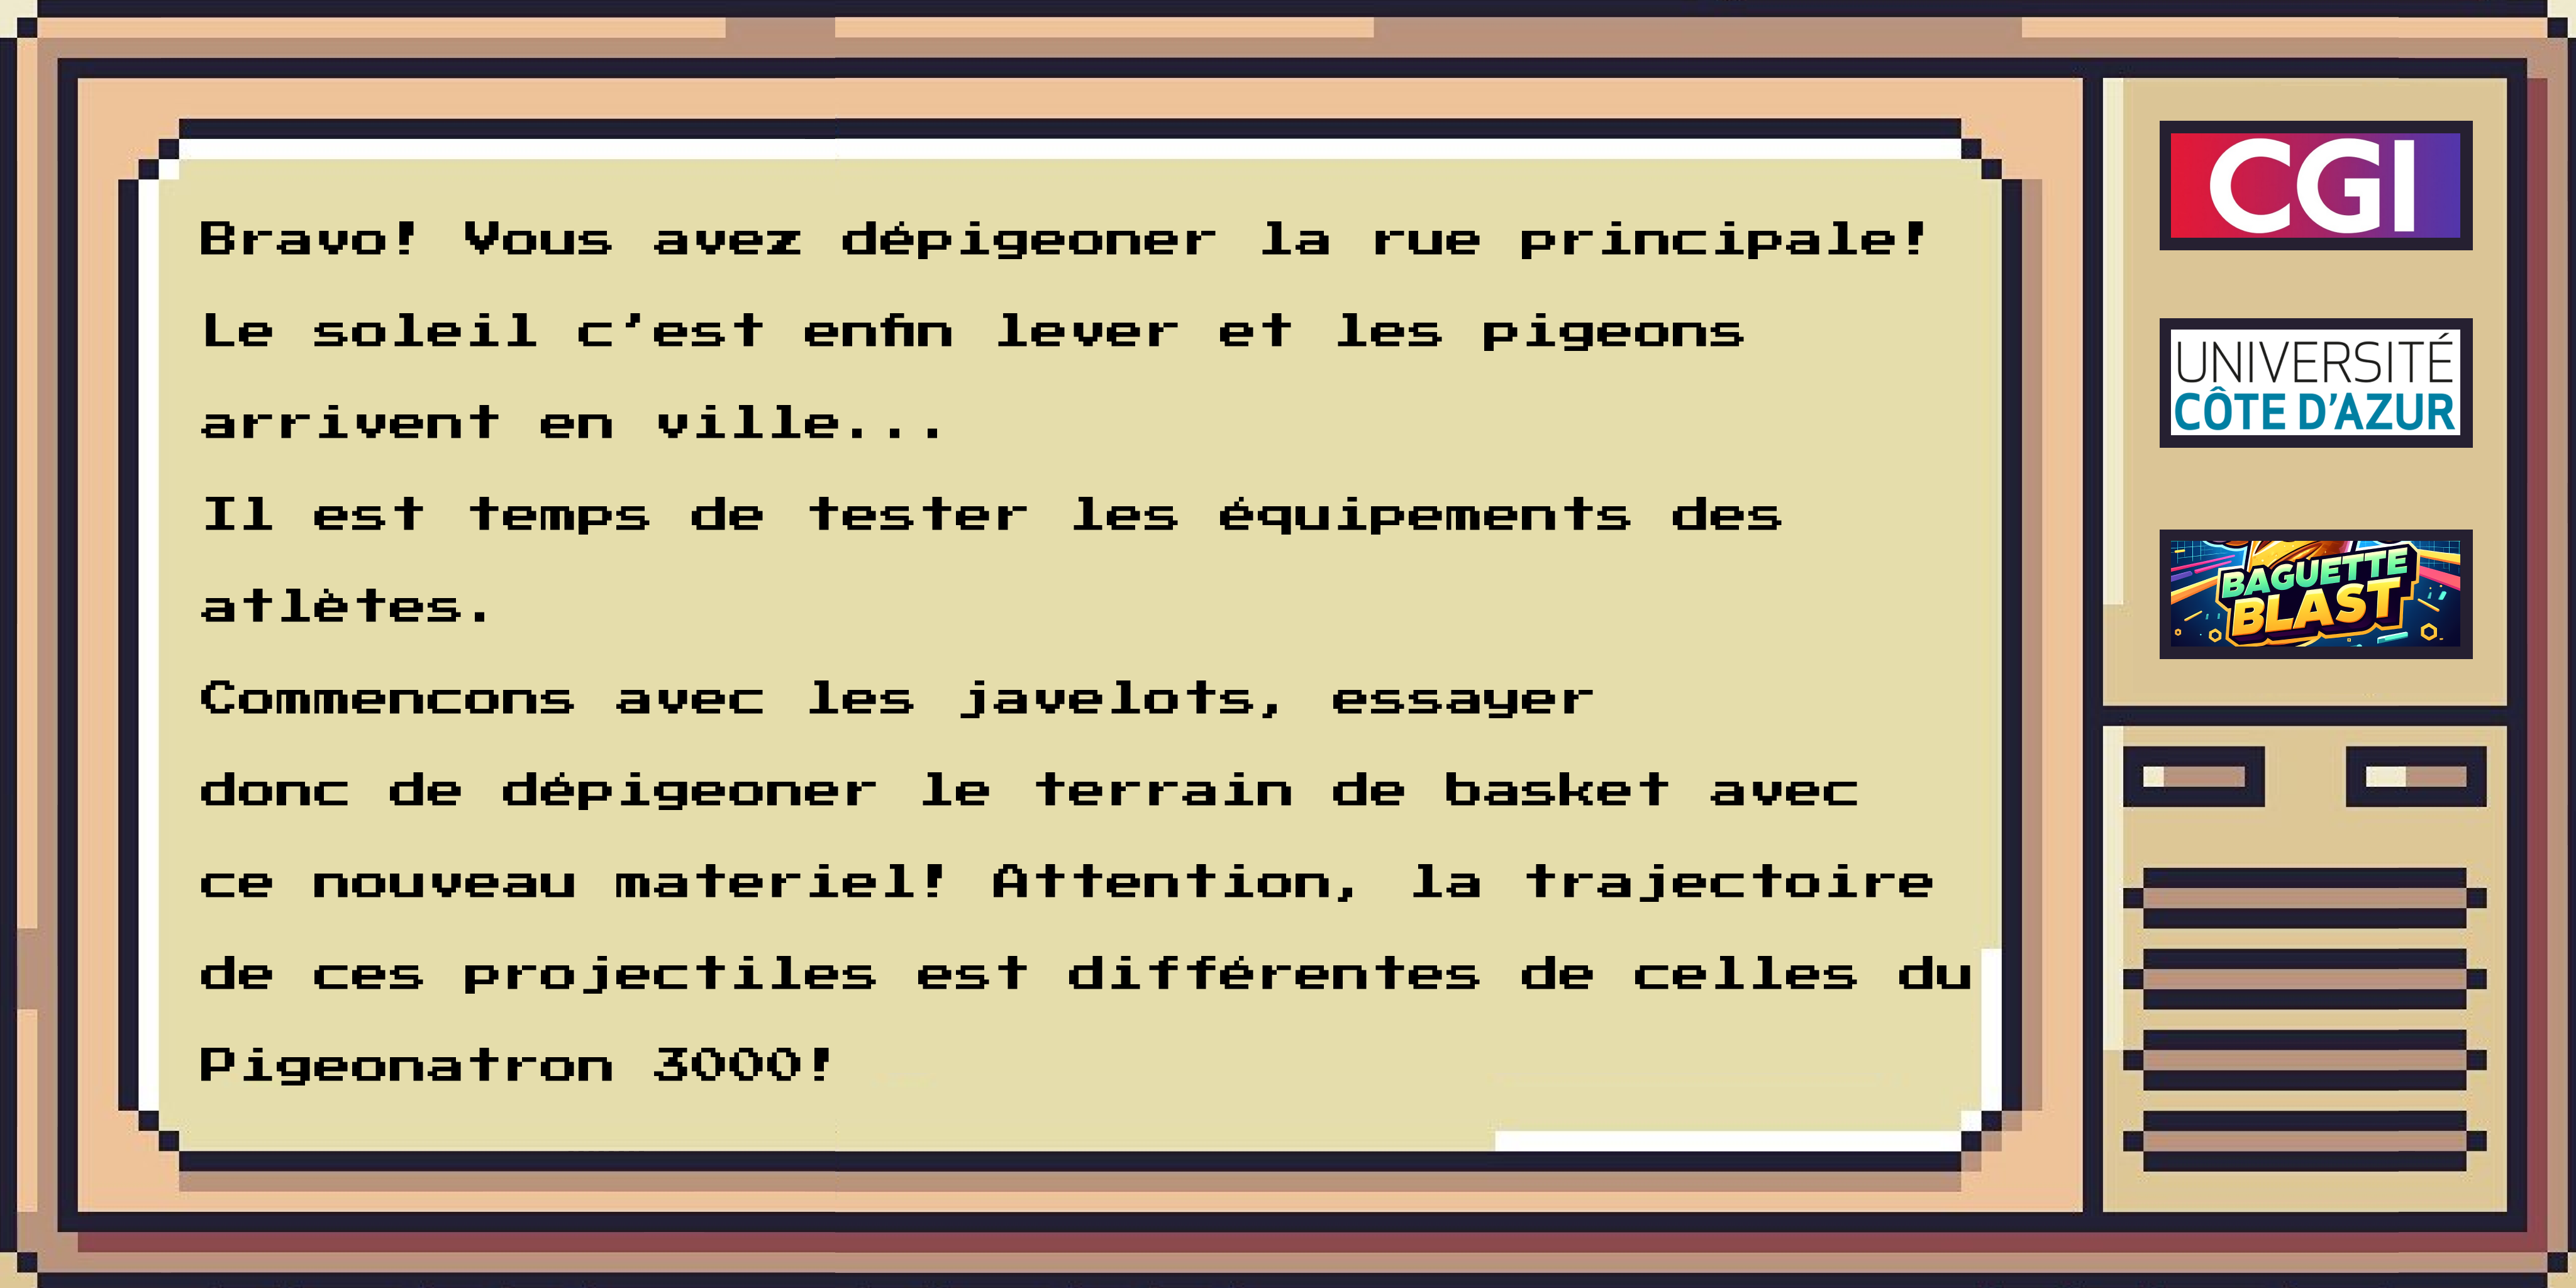 Bravo! Vous avez dépigeoner la rue principale!
Le soleil c'est enfin lever et les pigeons
arrivent en ville...
Il est temps de tester les équipements des
atlètes.
Commencons avec les javelots, essayer
donc de dépigeoner le terrain de basket avec
ce nouveau materiel! Attention, la trajectoire
de ces projectiles est différentes de celles du
Pigeonatron 3000!
CGI
UNIVERSITÉ
CÔTE D'AZUR
BAGUETTE
BLAST